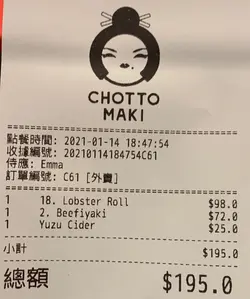 CHOTTO
MAKI
點餐時間: 2021-01-14 18:47:54
收據編號: 20210114184754C61
侍應: Emma
訂單編號: C61 [外賣]
1 18. Lobster Roll $98.0
1 2. Beefiyaki $72.0
1 Yuzu Cider $25.0
小計 $195.0
總額 $195.0